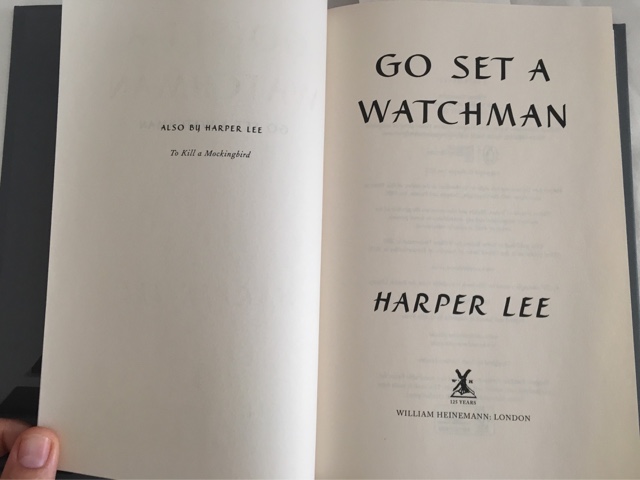 ALSO BY HARPER LEE
To Kill a Mockingbird
GO SET A
WATCHMAN
HARPER LEE
W H
125 YEARS
WILLIAM HEINEMANN: LONDON